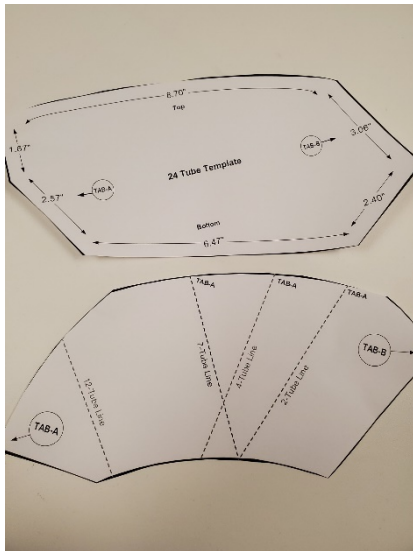 8.70"
Top
1.67"
3.06"
TAB-B
24 Tube Template
TAB-A
2.57"
2.40"
Bottom
6.47"
TAB-A
TAB-A
TAB-A
TAB-B
12-Tube Line
7-Tube Line
4-Tube Line
2-Tube Line
TAB-A